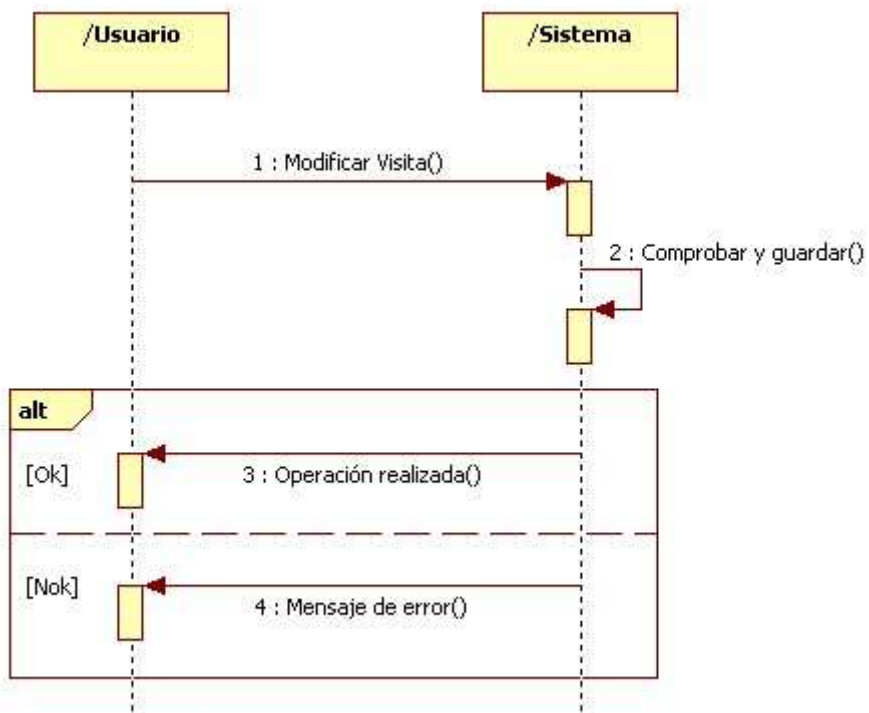 /Usuario
/Sistema
1 : Modificar Visita()
2 : Comprobar y guardar()
alt
[Ok]
3 : Operación realizada()
[Nok]
4 : Mensaje de error()